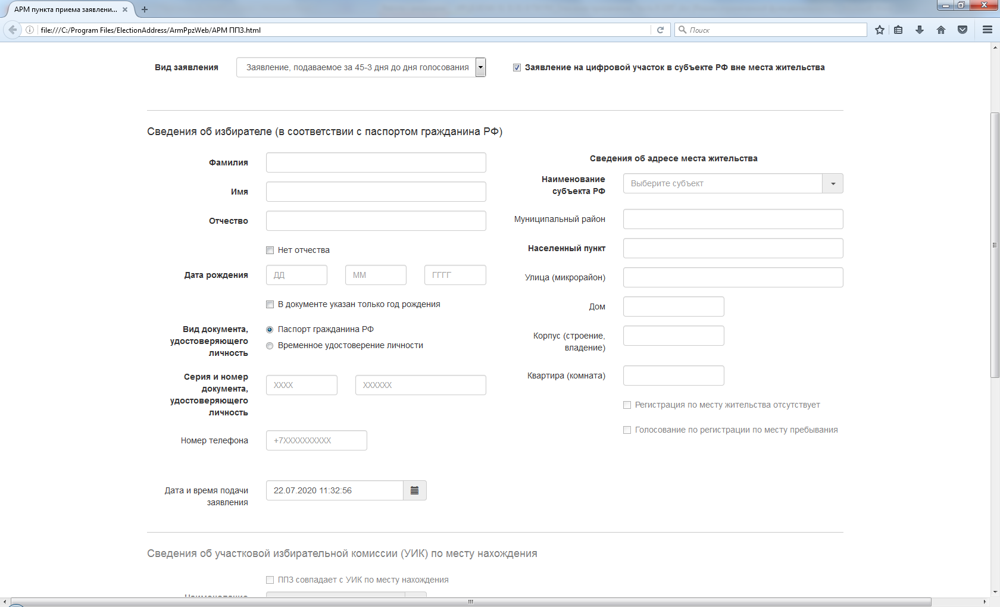 АРМ пункта приема заявлени...
file:///C:/Program Files/ElectionAddress/ArmPpzWeb/АРМ ППЗ.html
Поиск
Вид заявления
Заявление, подаваемое за 45-3 дня до дня голосования
Заявление на цифровой участок в субъекте РФ вне места жительства
Сведения об избирателе (в соответствии с паспортом гражданина РФ)
Фамилия
Имя
Отчество
Нет отчества
Дата рождения
ДД
ММ
ГГГГ
В документе указан только год рождения
Вид документа,
удостоверяющего
личность
Паспорт гражданина РФ
Временное удостоверение личности
Серия и номер
документа,
удостоверяющего
личность
XXXX
XXXXXX
Номер телефона
+7XXXXXXXXXX
Дата и время подачи
заявления
22.07.2020 11:32:56
Сведения об адресе места жительства
Наименование
субъекта РФ
Выберите субъект
Муниципальный район
Населенный пункт
Улица (микрорайон)
Дом
Корпус (строение,
владение)
Квартира (комната)
Регистрация по месту жительства отсутствует
Голосование по регистрации по месту пребывания
Сведения об участковой избирательной комиссии (УИК) по месту нахождения
ППЗ совпадает с УИК по месту нахождения
Наименование